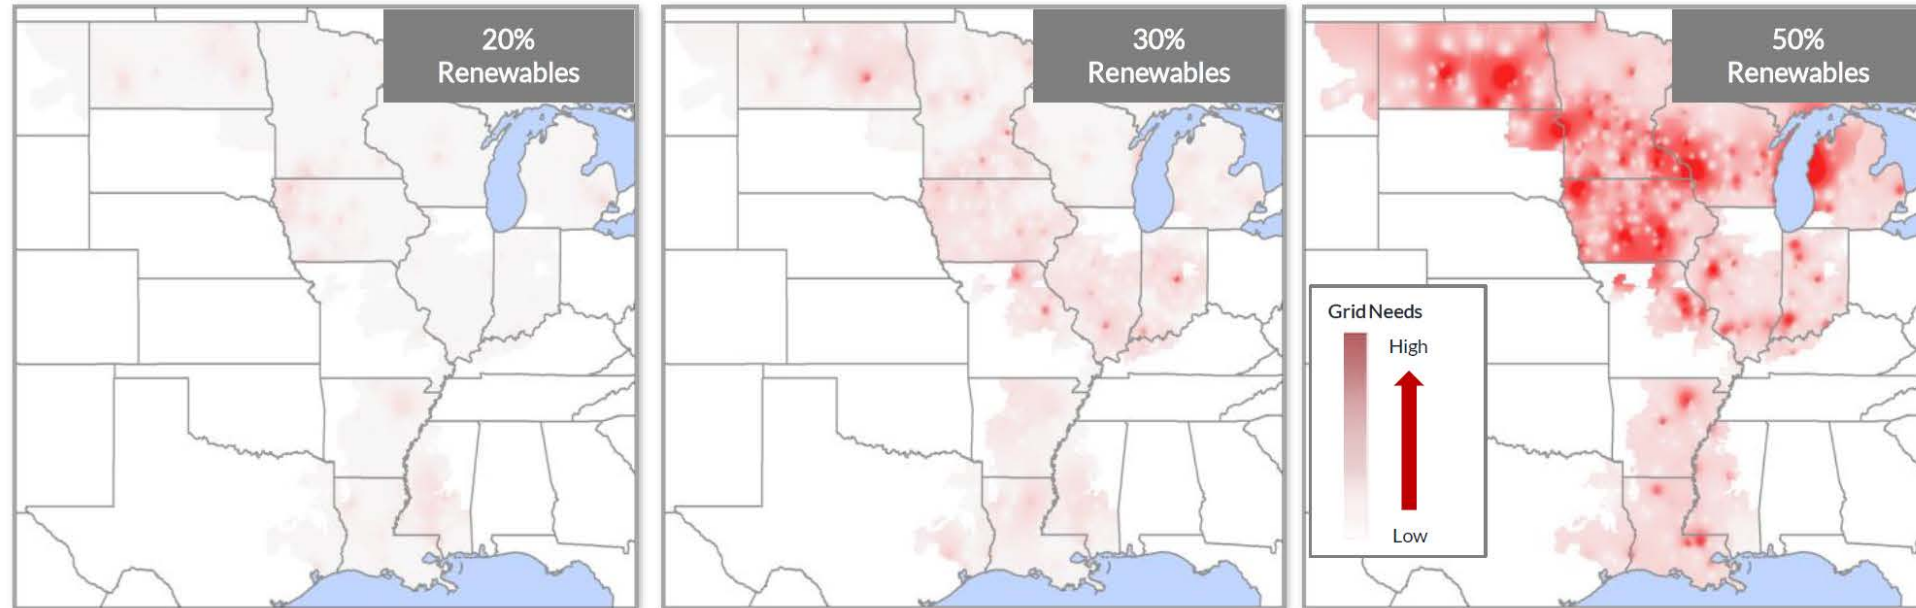 20%
Renewables
30%
Renewables
50%
Renewables
Grid Needs
High
Low